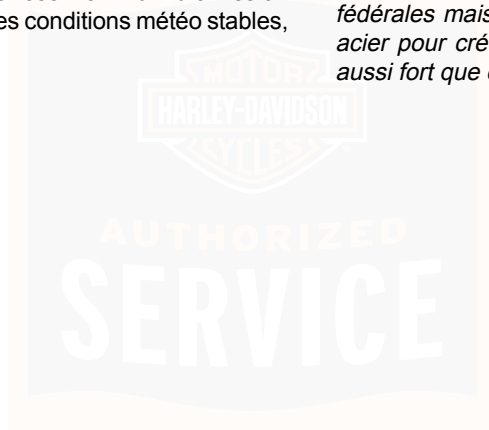 es conditions météo stables,
fédérales mais
acier pour cré
aussi fort que
MOTOR
HARLEY-DAVIDSON
CYCLES
AUTHORIZED
SERVICE